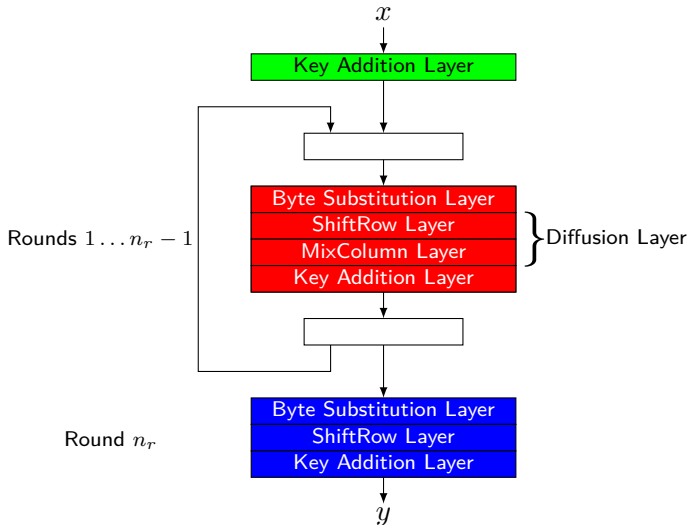 x
Key Addition Layer
Byte Substitution Layer
ShiftRow Layer
MixColumn Layer
Key Addition Layer
Rounds 1 … n_r − 1
Diffusion Layer
Byte Substitution Layer
ShiftRow Layer
Key Addition Layer
Round n_r
y